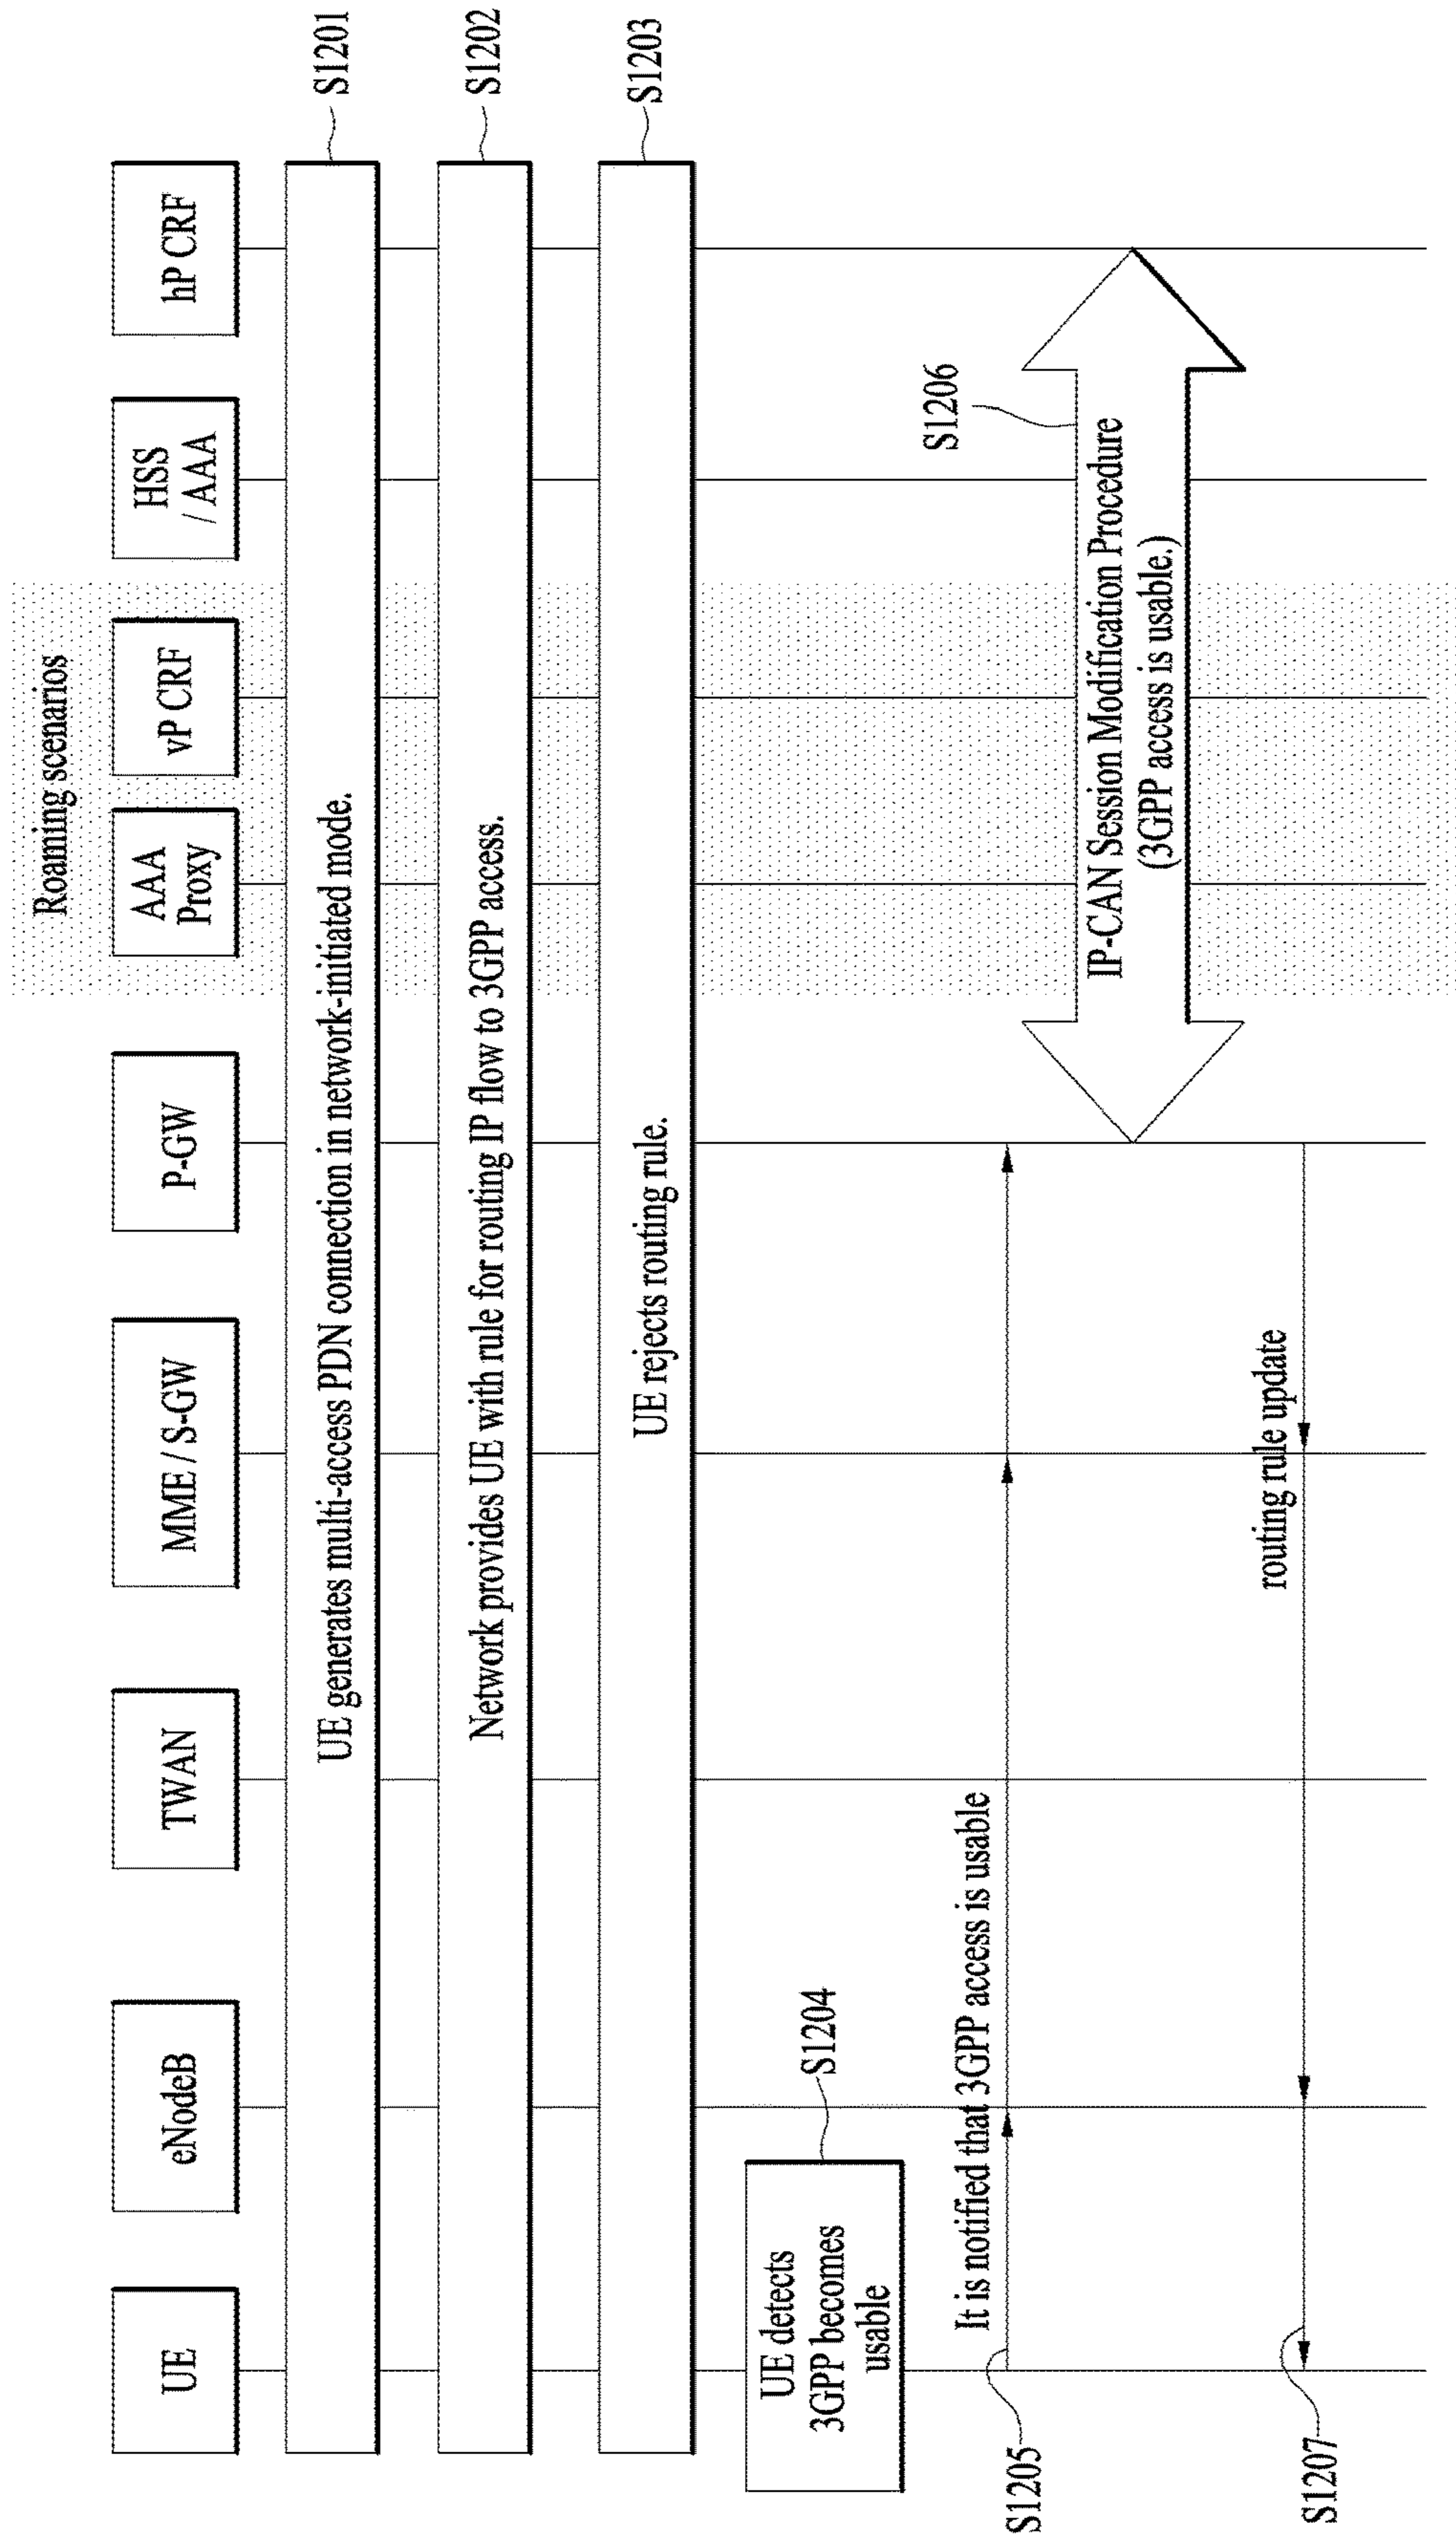 Roaming scenarios
UE
eNodeB
TWAN
MME / S-GW
P-GW
AAA
Proxy
vP CRF
HSS
/ AAA
hP CRF
UE generates multi-access PDN connection in network-initiated mode.
S1201
Network provides UE with rule for routing IP flow to 3GPP access.
S1202
UE rejects routing rule.
S1203
UE detects
3GPP becomes
usable
S1204
It is notified that 3GPP access is usable
S1205
S1206
IP-CAN Session Modification Procedure
(3GPP access is usable.)
routing rule update
S1207